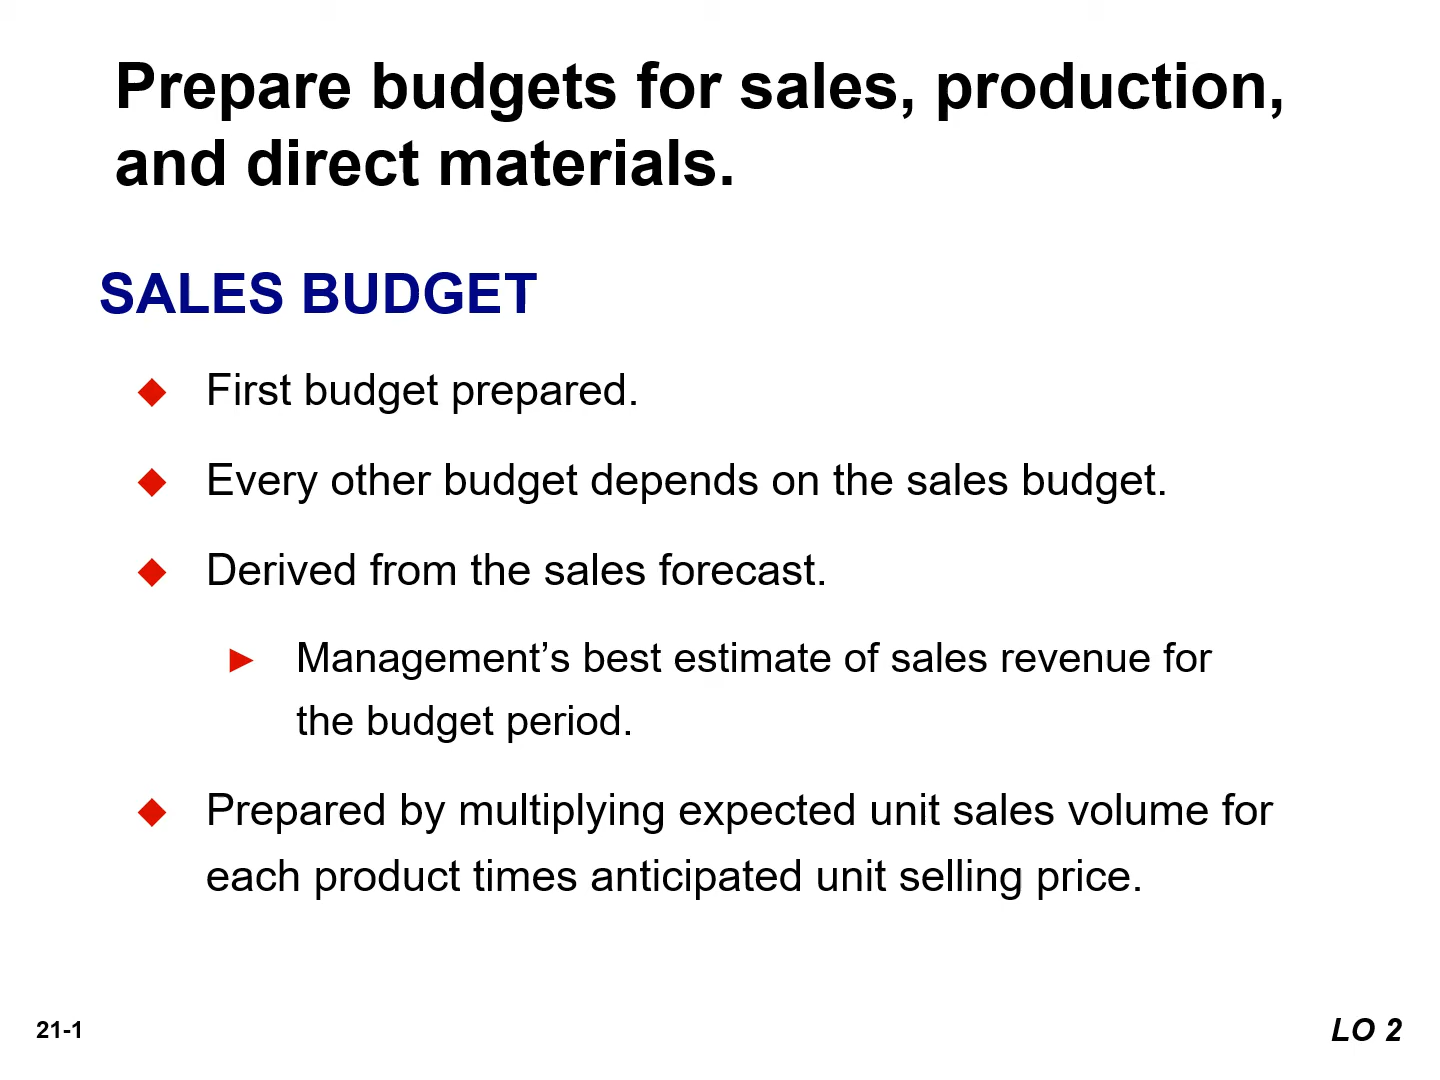 Prepare budgets for sales, production,
and direct materials.
SALES BUDGET
First budget prepared.
Every other budget depends on the sales budget.
Derived from the sales forecast.
Management’s best estimate of sales revenue for
the budget period.
Prepared by multiplying expected unit sales volume for
each product times anticipated unit selling price.
21-1
LO 2